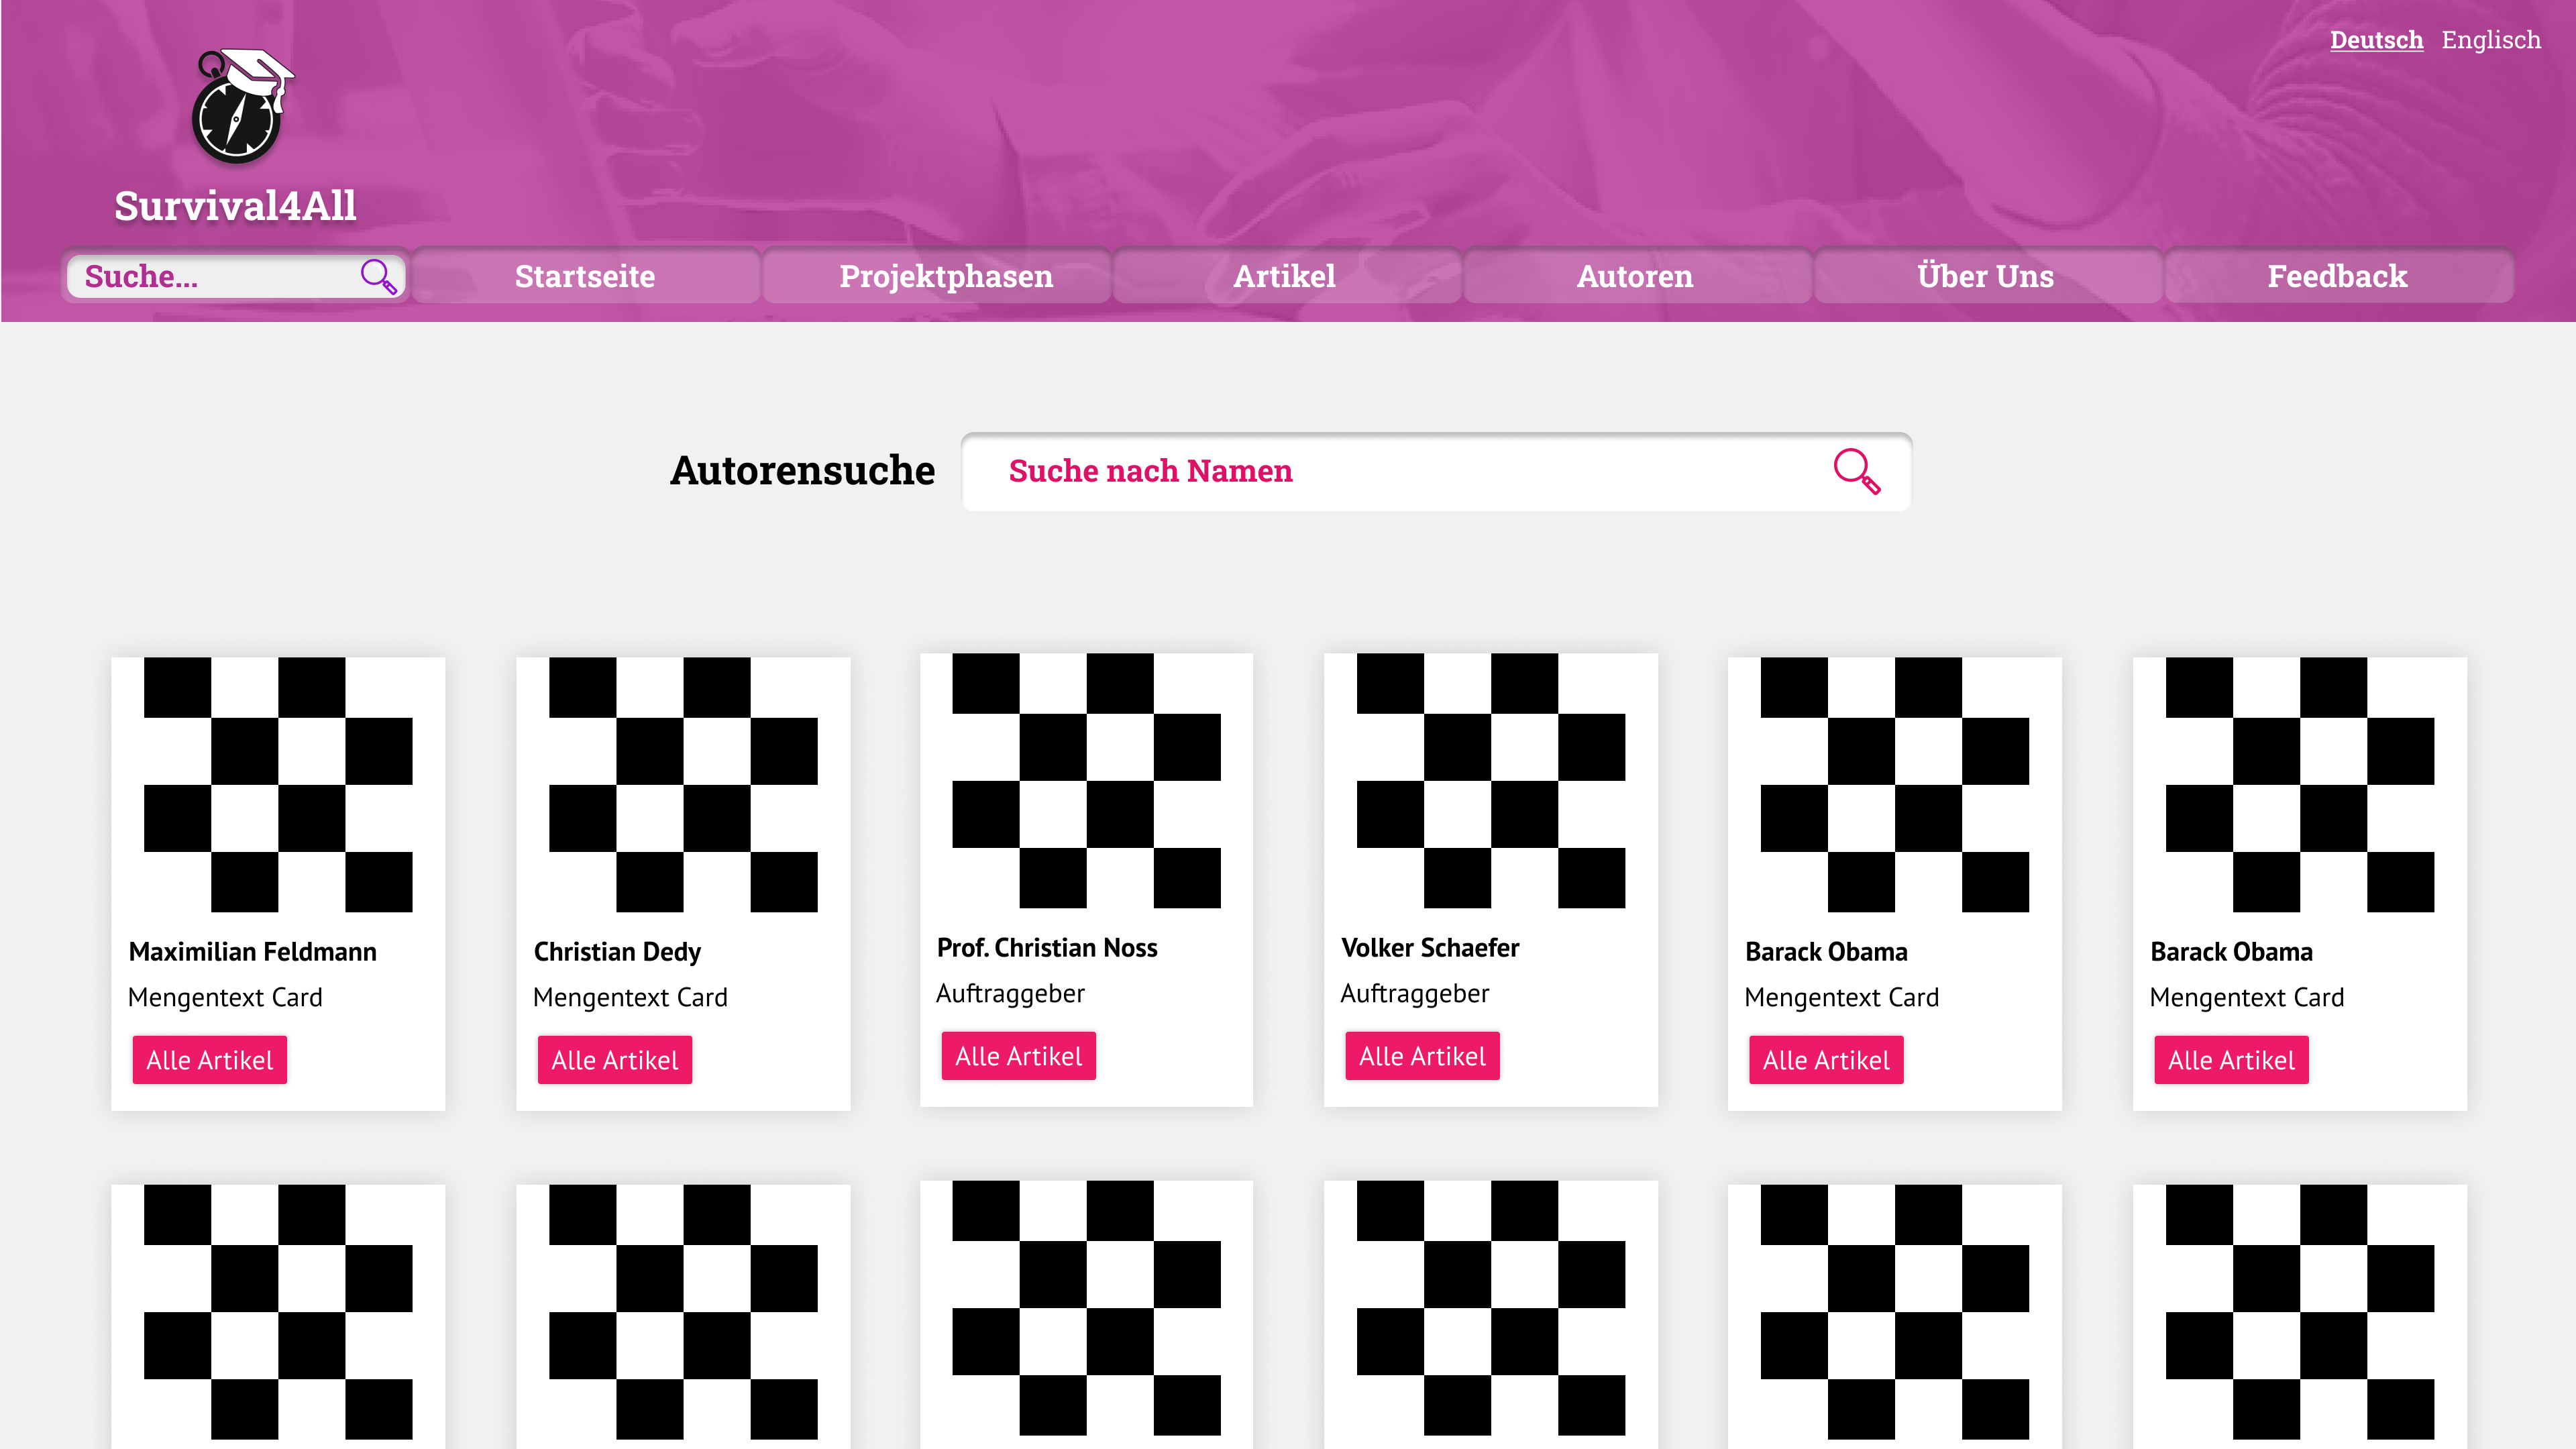 Deutsch Englisch
Survival4All
Suche... Startseite Projektphasen Artikel Autoren Über Uns Feedback
Autorensuche Suche nach Namen
Maximilian Feldmann
Mengentext Card
Alle Artikel
Christian Dedy
Mengentext Card
Alle Artikel
Prof. Christian Noss
Auftraggeber
Alle Artikel
Volker Schaefer
Auftraggeber
Alle Artikel
Barack Obama
Mengentext Card
Alle Artikel
Barack Obama
Mengentext Card
Alle Artikel